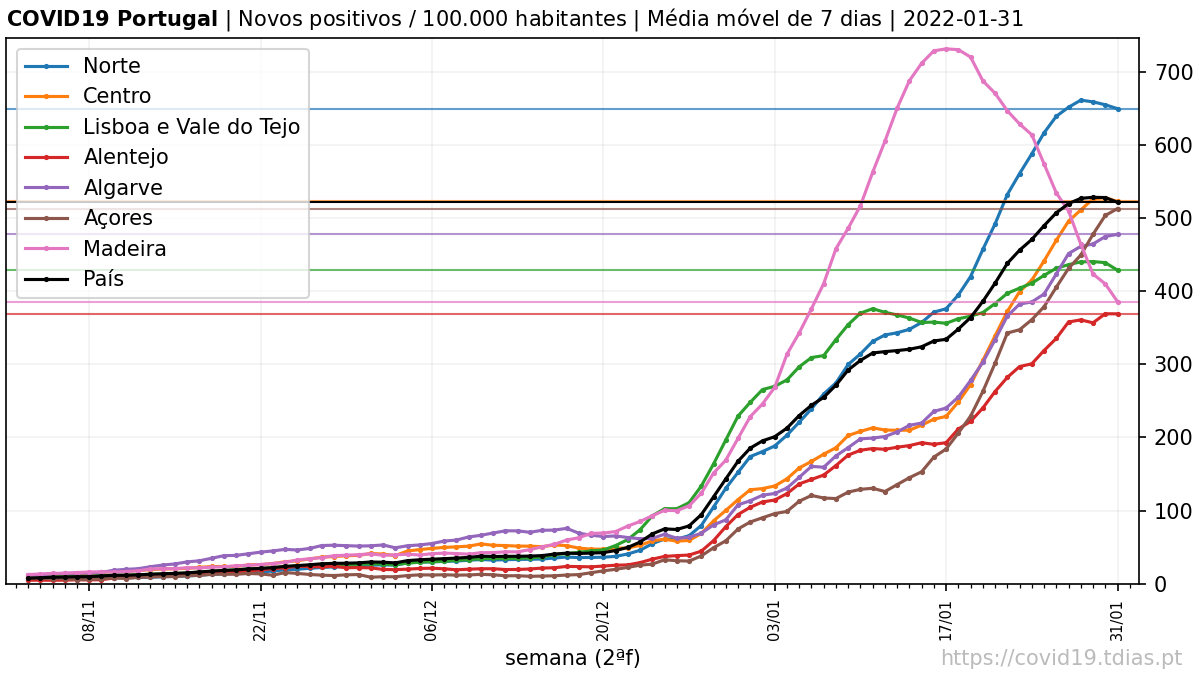 COVID19 Portugal | Novos positivos / 100.000 habitantes | Média móvel de 7 dias | 2022-01-31
Norte
Centro
Lisboa e Vale do Tejo
Alentejo
Algarve
Açores
Madeira
País
700
600
500
400
300
200
100
0
08/11
22/11
06/12
20/12
03/01
17/01
31/01
semana (2ªf)
https://covid19.tdias.pt